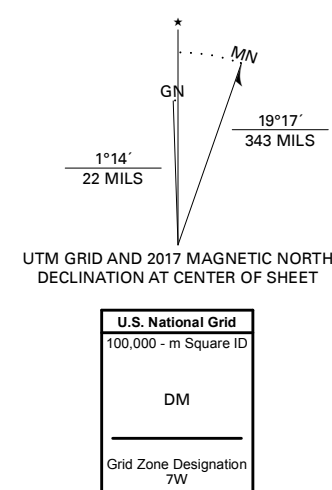 ★
MN
GN
19°17´
343 MILS
1°14´
22 MILS
UTM GRID AND 2017 MAGNETIC NORTH
DECLINATION AT CENTER OF SHEET
U.S. National Grid
100,000 - m Square ID
DM
Grid Zone Designation
7W